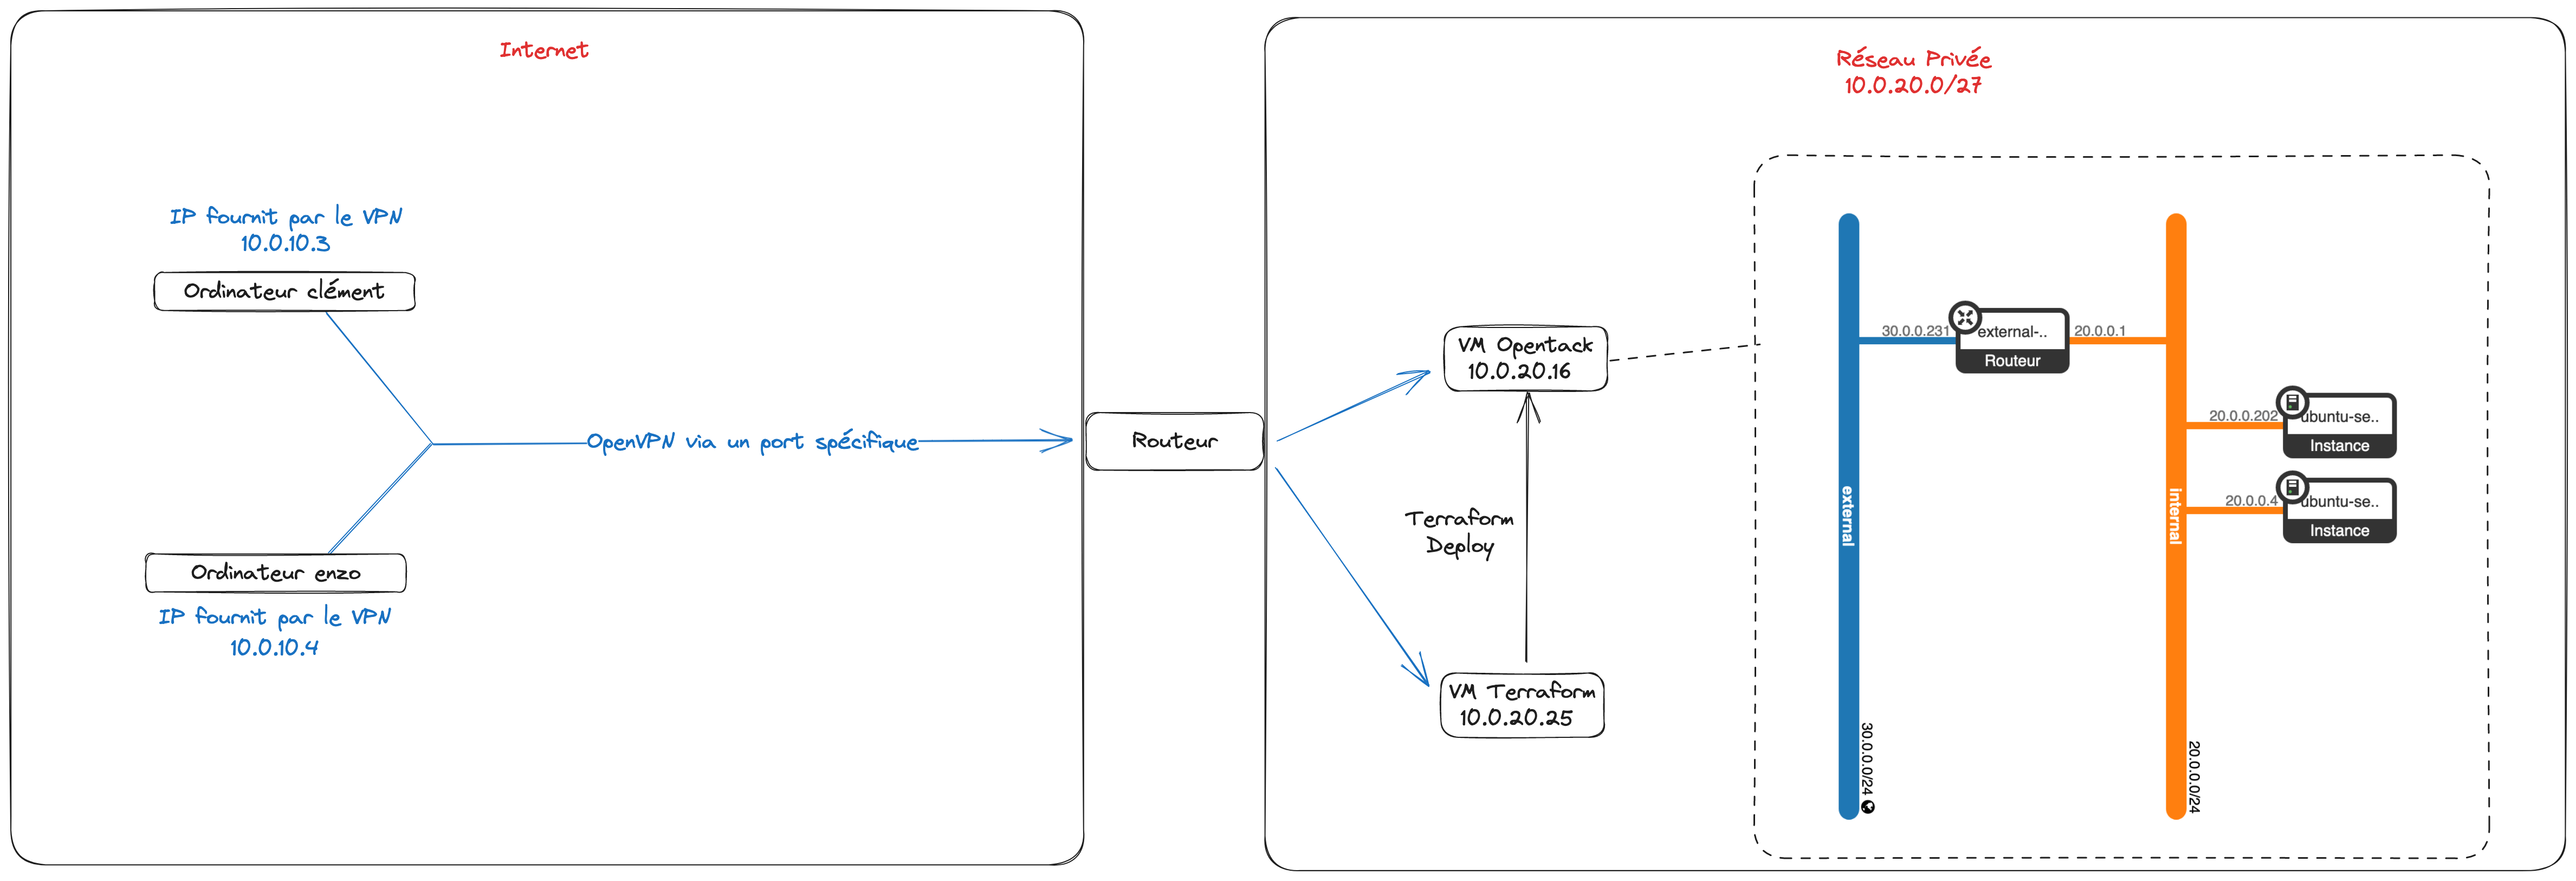 Internet
IP fournit par le VPN
10.0.10.3
Ordinateur clément
OpenVPN via un port spécifique
Ordinateur enzo
IP fournit par le VPN
10.0.10.4
Routeur
Réseau Privée
10.0.20.0/27
VM Opentack
10.0.20.16
Terraform
Deploy
VM Terraform
10.0.20.25
external
30.0.0.0/24
30.0.0.231
external-..
Routeur
20.0.0.1
internal
20.0.0.0/24
20.0.0.202
ubuntu-se..
Instance
20.0.0.4
ubuntu-se..
Instance